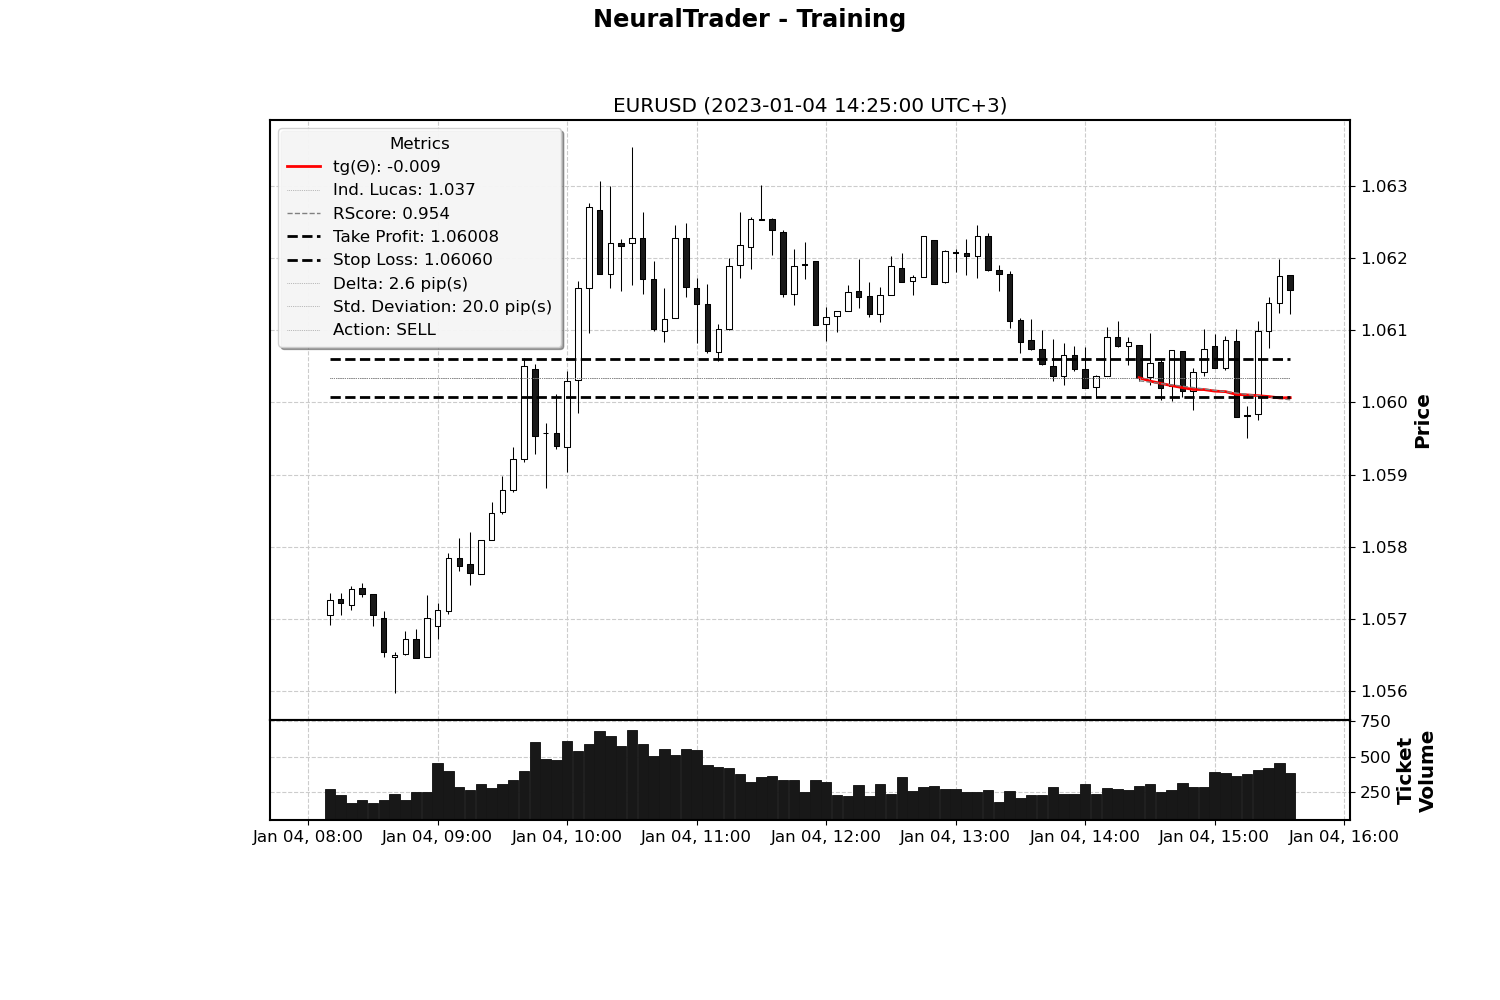 NeuralTrader - Training
EURUSD (2023-01-04 14:25:00 UTC+3)
Metrics
tg(Θ): -0.009
Ind. Lucas: 1.037
RScore: 0.954
Take Profit: 1.06008
Stop Loss: 1.06060
Delta: 2.6 pip(s)
Std. Deviation: 20.0 pip(s)
Action: SELL
1.063
1.062
1.061
1.060
1.059
1.058
1.057
1.056
Price
750
500
250
Ticket
Volume
Jan 04, 08:00
Jan 04, 09:00
Jan 04, 10:00
Jan 04, 11:00
Jan 04, 12:00
Jan 04, 13:00
Jan 04, 14:00
Jan 04, 15:00
Jan 04, 16:00